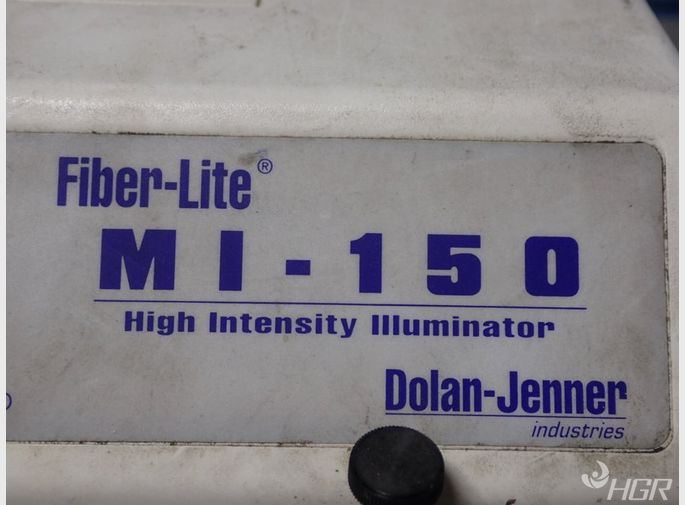 Fiber-Lite®
MI-150
High Intensity Illuminator
Dolan-Jenner
industries
HGR